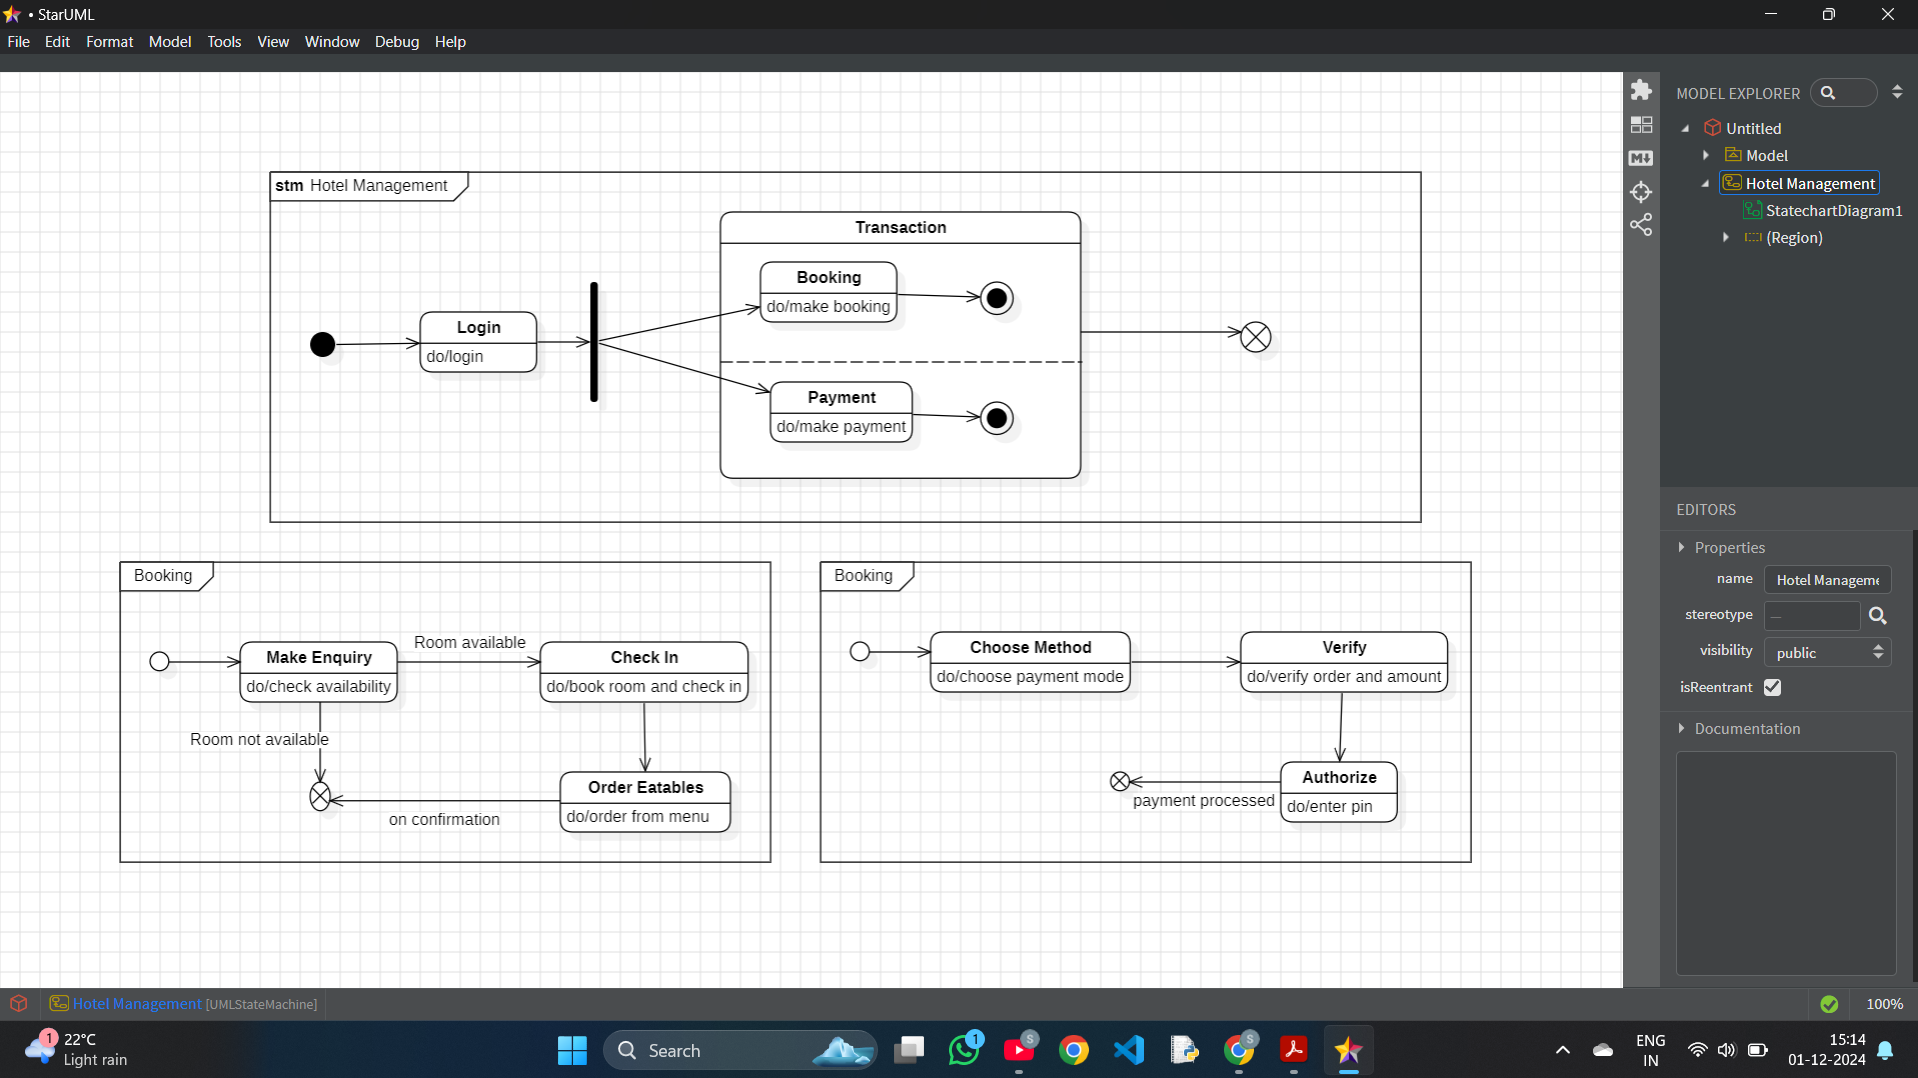 • StarUML
File Edit Format Model Tools View Window Debug Help
stm Hotel Management
Transaction
Booking
do/make booking
Login
do/login
Payment
do/make payment
Booking
Make Enquiry
do/check availability
Room available
Check In
do/book room and check in
Room not available
Order Eatables
do/order from menu
on confirmation
Booking
Choose Method
do/choose payment mode
Verify
do/verify order and amount
Authorize
do/enter pin
payment processed
MODEL EXPLORER
Untitled
Model
Hotel Management
StatechartDiagram1
(Region)
EDITORS
Properties
name Hotel Manageme
stereotype —
visibility public
isReentrant
Documentation
Hotel Management [UMLStateMachine]
100%
1
22°C
Light rain
Search
1
S
S
ENG
IN
15:14
01-12-2024